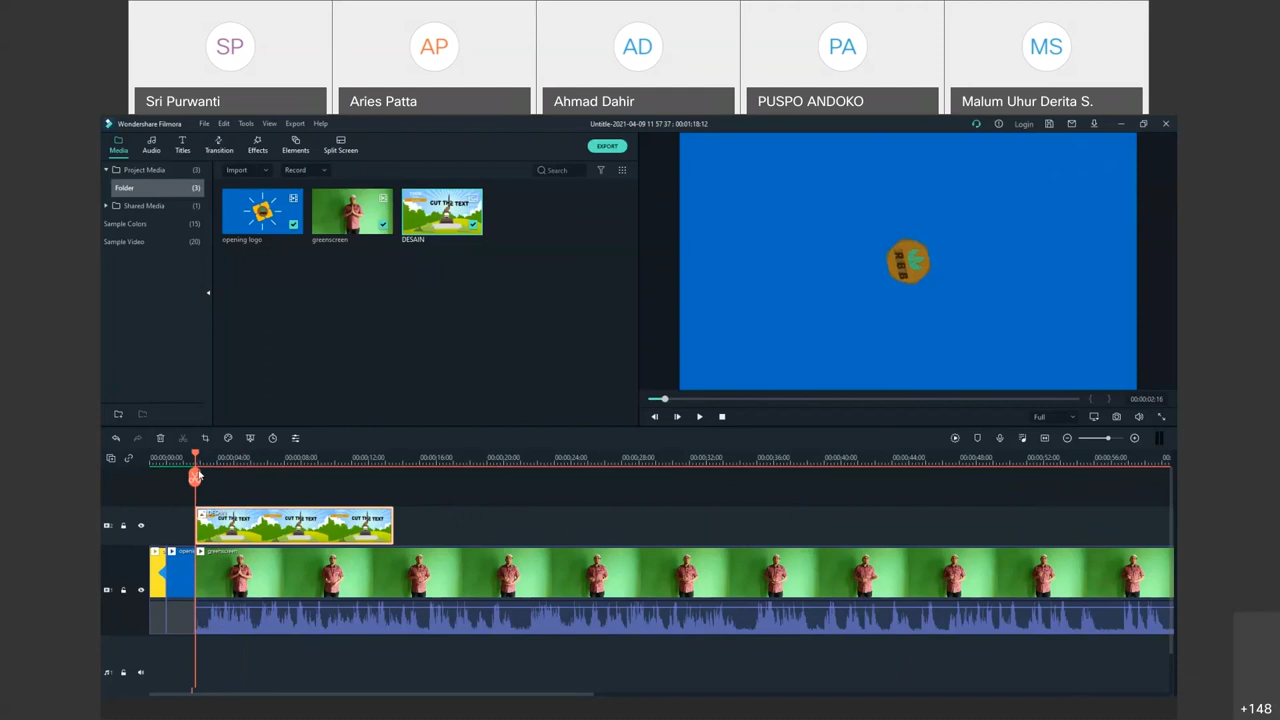 SP AP AD PA MS
Sri Purwanti Aries Patta Ahmad Dahir PUSPO ANDOKO Malum Uhur Derita S.
Wondershare Filmora File Edit Tools View Export Help Untitle-2021-04-09 11 57 37 : 00:01:18:12 Login
Media Audio Titles Transition Effects Elements Split Screen EXPORT
Project Media (3) Import Record Search
Folder (3)
Shared Media (1)
Sample Colors (15)
Sample Video (20)
CUT THE TEXT
opening logo greenscreen DESAIN
RBB
00:00:02:16
Full
00:00:00:00 00:00:04:00 00:00:08:00 00:00:12:00 00:00:16:00 00:00:20:00 00:00:24:00 00:00:28:00 00:00:32:00 00:00:36:00 00:00:40:00 00:00:44:00 00:00:48:00 00:00:52:00 00:00:56:00 00:
DESAIN
CUT THE TEXT CUT THE TEXT CUT THE TEXT
openi greenscreen
+148